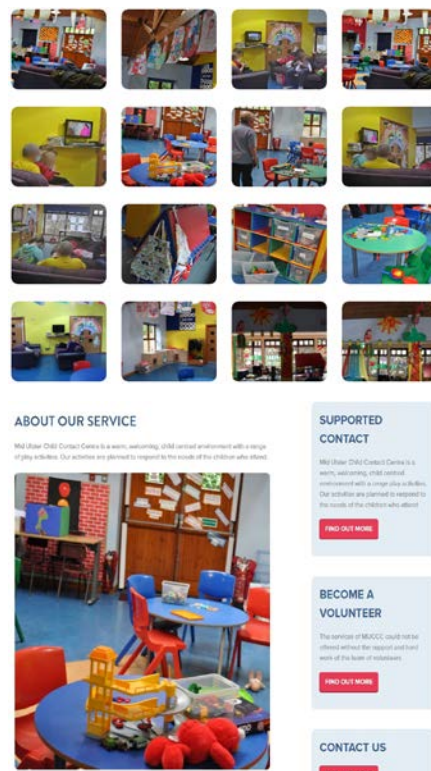 ABOUT OUR SERVICE
Mid Ulster Child Contact Centre is a warm, welcoming, child centred environment with a range
of play activities. Our activities are planned to respond to the needs of the children who attend.
SUPPORTED
CONTACT
Mid Ulster Child Contact Centre is a
warm, welcoming, child centred
environment with a range play activities.
Our activities are planned to respond to
the needs of the children who attend
FIND OUT MORE
BECOME A
VOLUNTEER
The services of MUCCC could not be
offered without the support and hard
work of the team of volunteers
FIND OUT MORE
CONTACT US